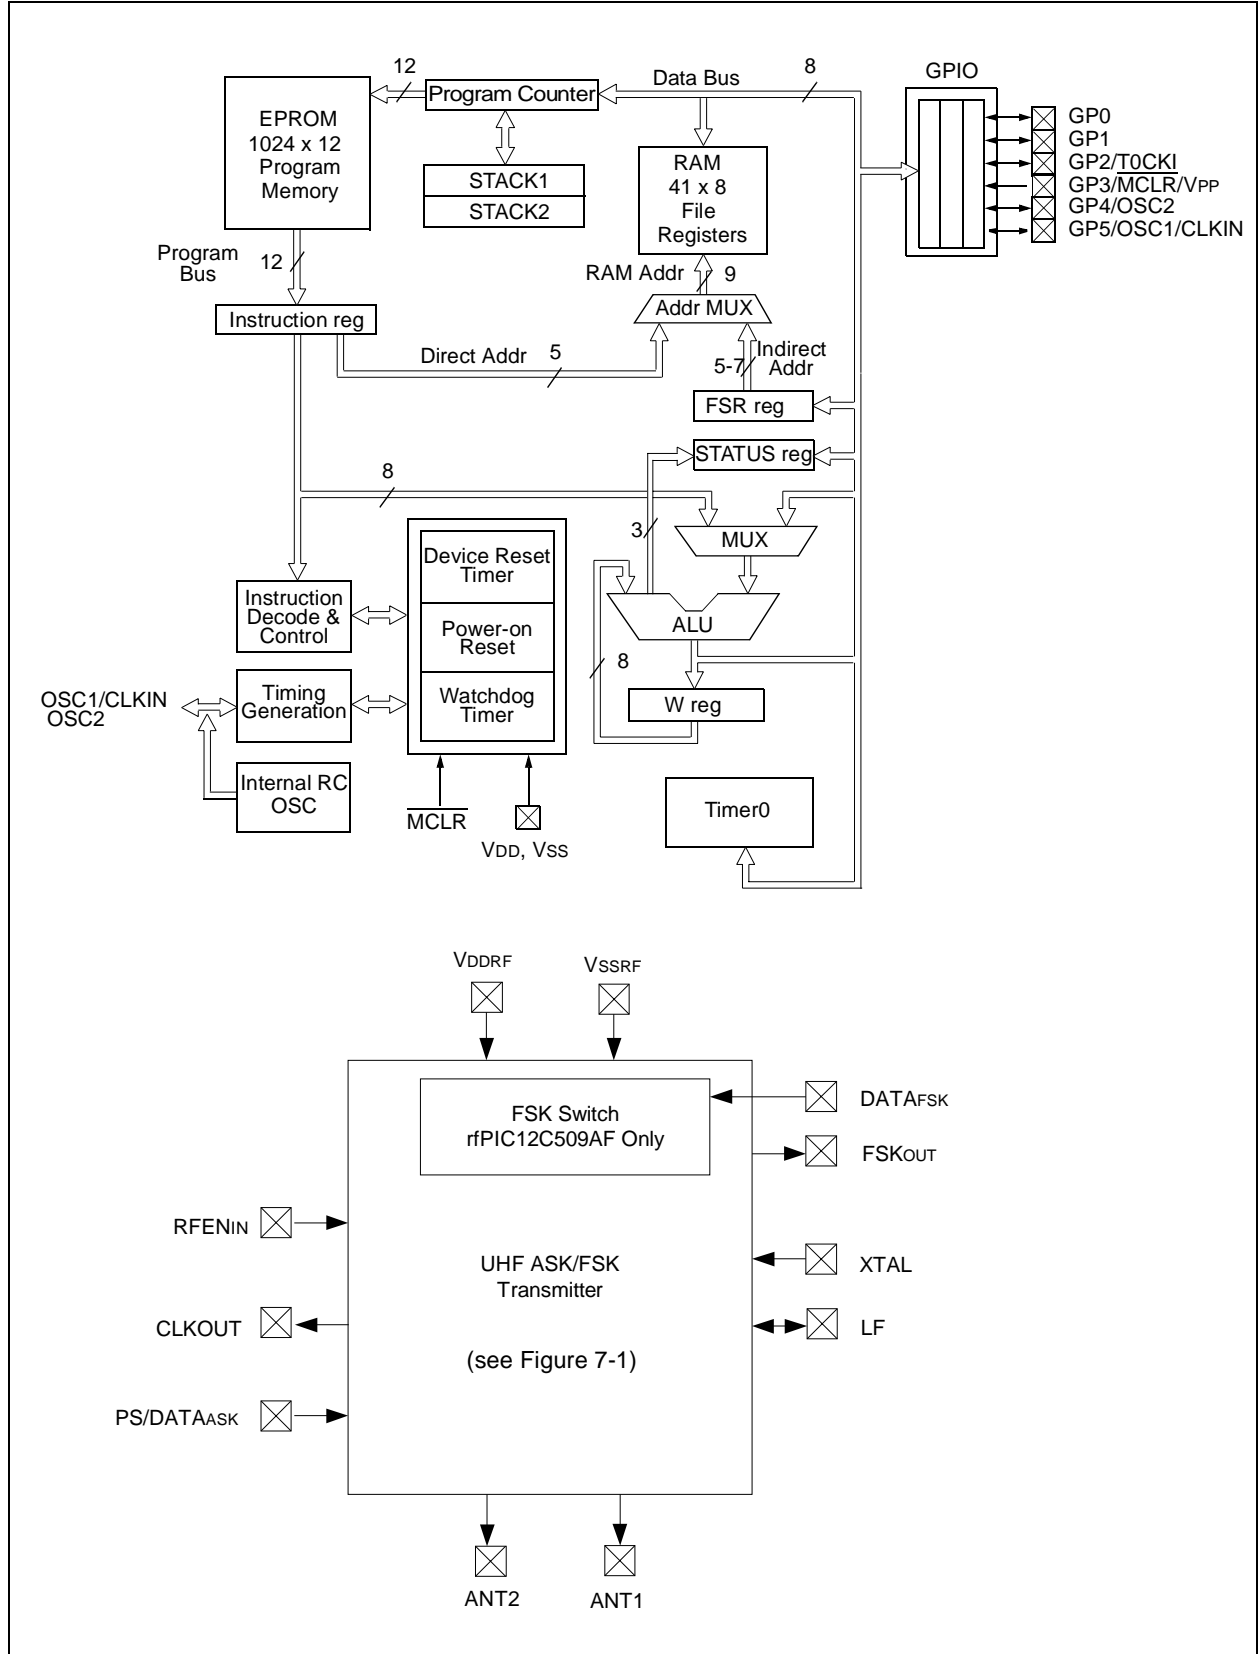 12
Data Bus
8
GPIO
Program Counter
EPROM
1024 x 12
Program
Memory
STACK1
STACK2
RAM
41 x 8
File
Registers
GP0
GP1
GP2/T0CKI
GP3/MCLR/VPP
GP4/OSC2
GP5/OSC1/CLKIN
Program
Bus
12
RAM Addr
9
Instruction reg
Addr MUX
Direct Addr
5
5-7
Indirect
Addr
FSR reg
STATUS reg
8
3
MUX
Device Reset
Timer
Instruction
Decode &
Control
Power-on
Reset
ALU
8
OSC1/CLKIN
OSC2
Timing
Generation
Watchdog
Timer
W reg
Internal RC
OSC
MCLR
VDD, VSS
Timer0
VDDRF
VSSRF
FSK Switch
rfPIC12C509AF Only
DATAFSK
FSKOUT
RFENIN
UHF ASK/FSK
Transmitter
XTAL
CLKOUT
LF
(see Figure 7-1)
PS/DATAASK
ANT2
ANT1